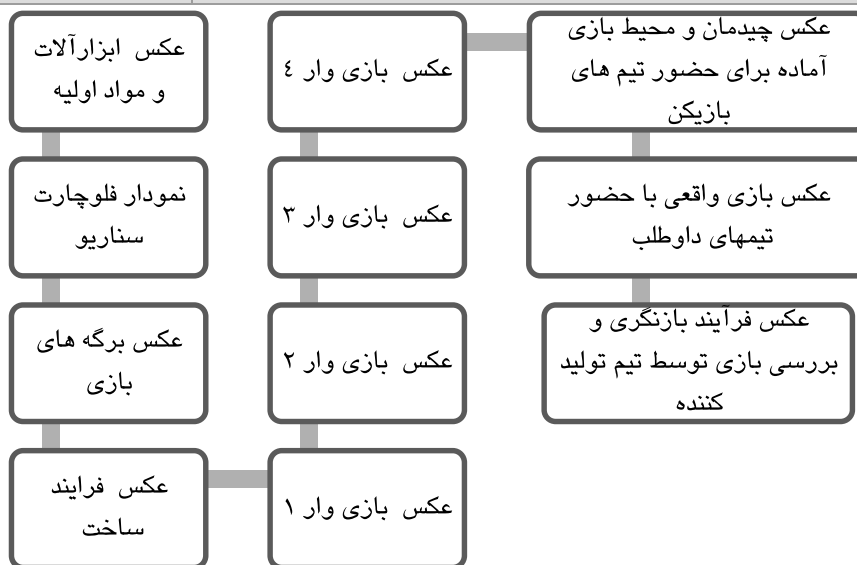 عکس ابزارآلات
و مواد اولیه
نمودار فلوچارت
سناریو
عکس برگه های
بازی
عکس فرایند
ساخت
عکس بازی وار ۱
عکس بازی وار ۲
عکس بازی وار ۳
عکس بازی وار ٤
عکس چیدمان و محیط بازی
آماده برای حضور تیم های
بازیکن
عکس بازی واقعی با حضور
تیمهای داوطلب
عکس فرآیند بازنگری و
بررسی بازی توسط تیم تولید
کننده